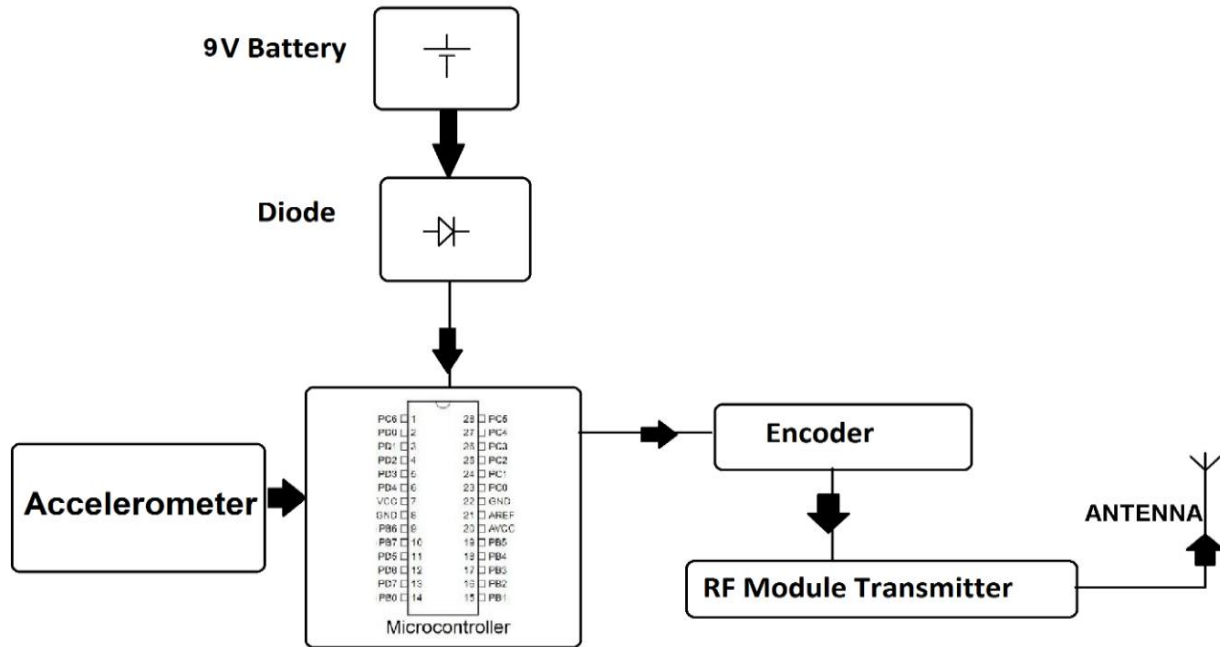 9V Battery
Diode
Accelerometer
PC6 1 28 PC5
PD0 2 27 PC4
PD1 3 26 PC3
PD2 4 25 PC2
PD3 5 24 PC1
PD4 6 23 PC0
VCC 7 22 GND
GND 8 21 AREF
PB6 9 20 AVCC
PB7 10 19 PB5
PD5 11 18 PB4
PD6 12 17 PB3
PD7 13 16 PB2
PB0 14 15 PB1
Microcontroller
Encoder
RF Module Transmitter
ANTENNA